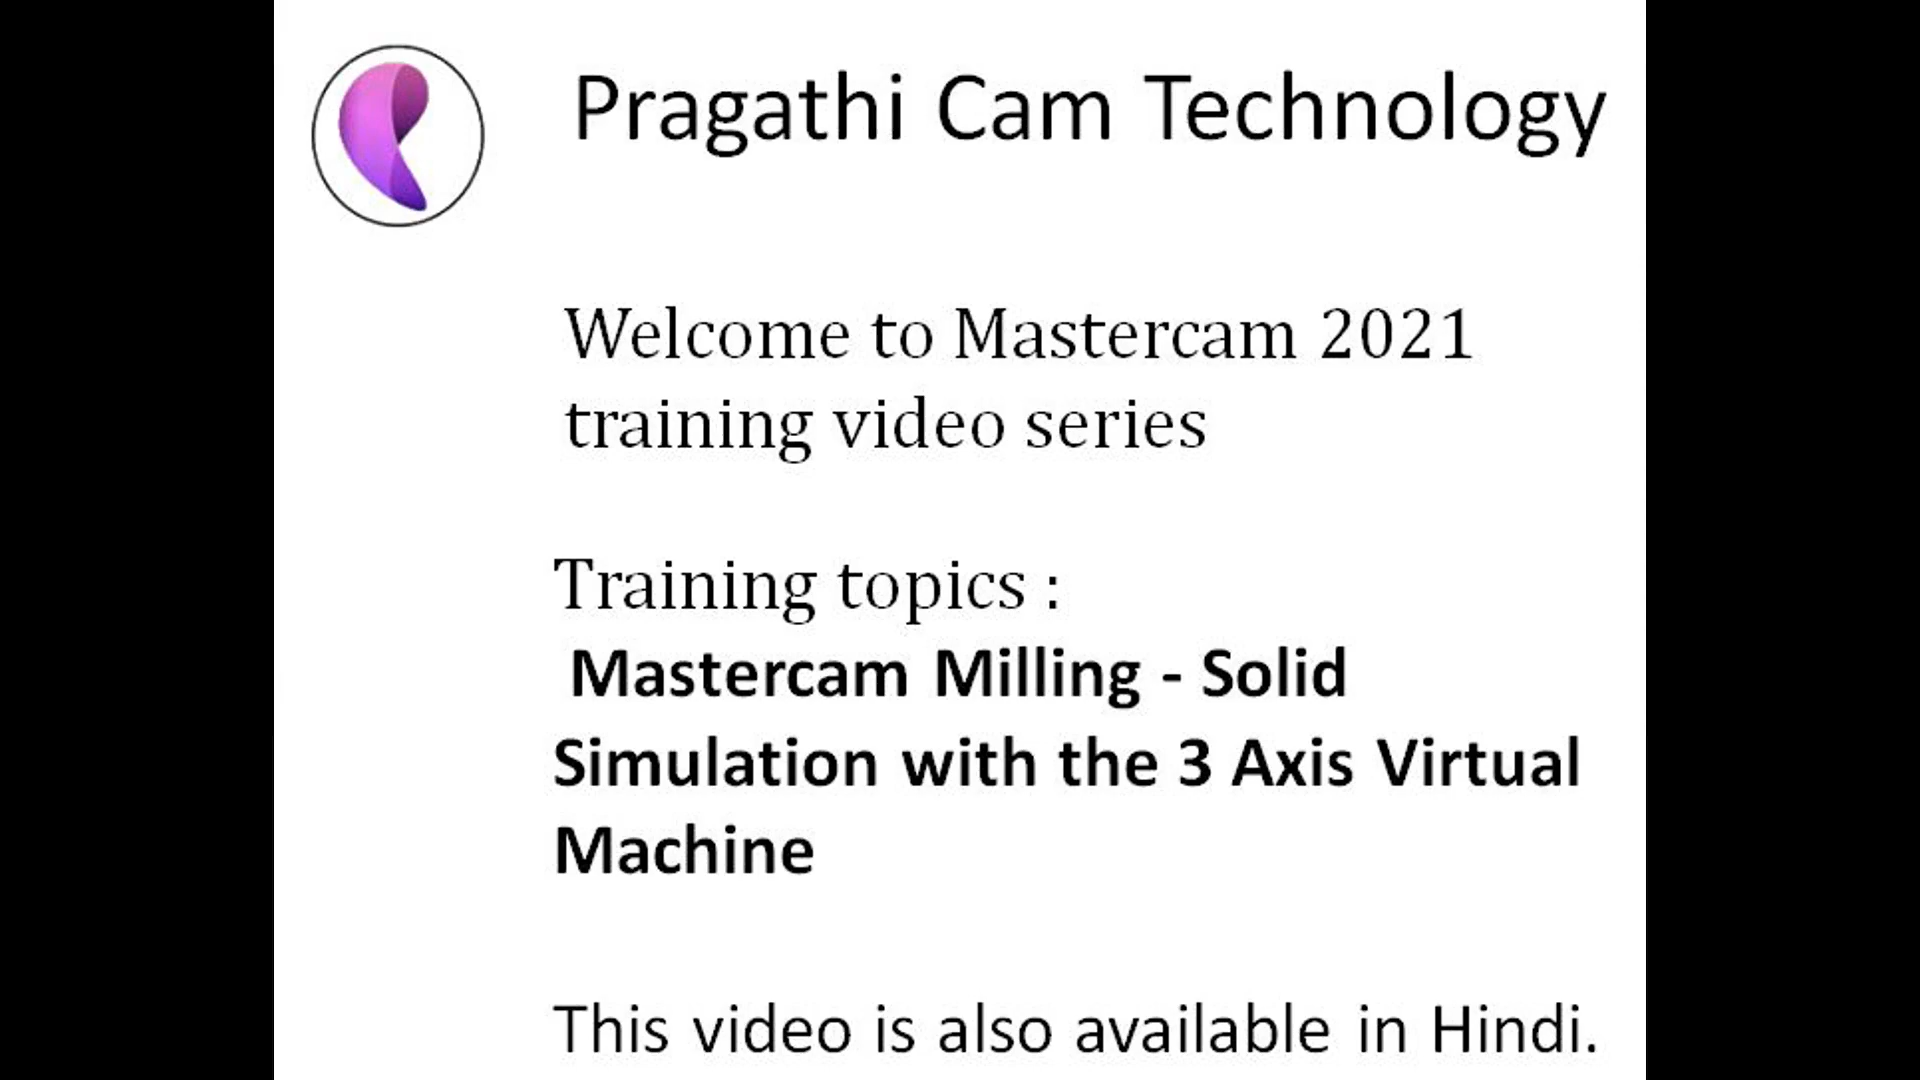 Pragathi Cam Technology
Welcome to Mastercam 2021
training video series
Training topics :
Mastercam Milling - Solid
Simulation with the 3 Axis Virtual
Machine
This video is also available in Hindi.